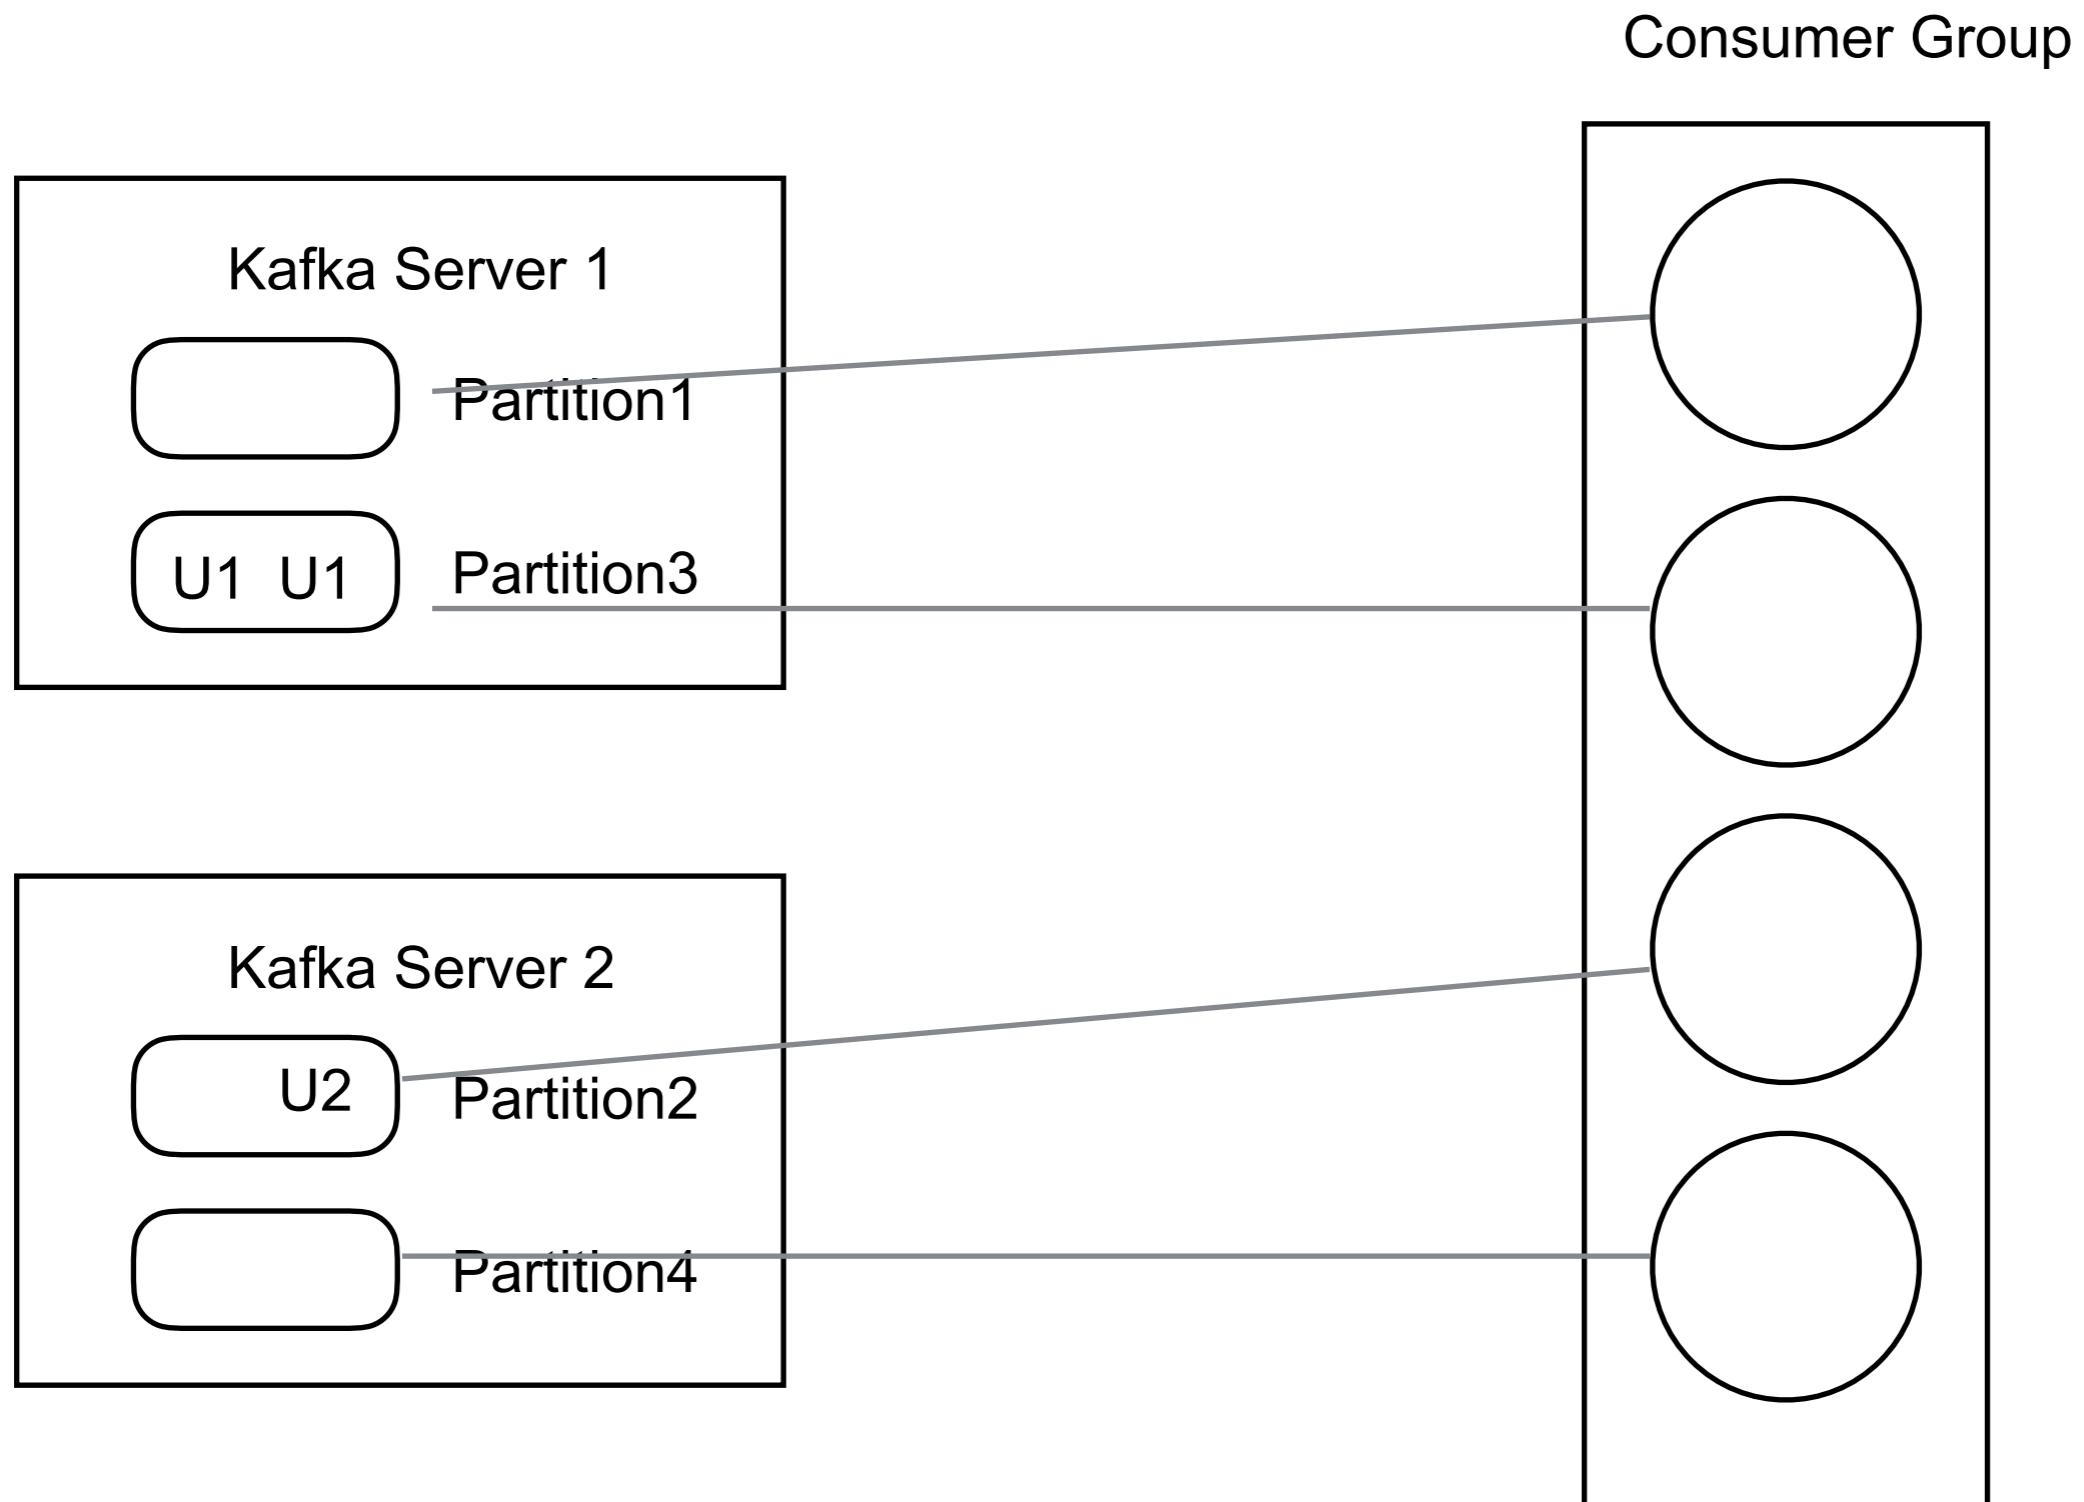 Consumer Group
Kafka Server 1
Partition1
U1 U1 Partition3
Kafka Server 2
U2 Partition2
Partition4